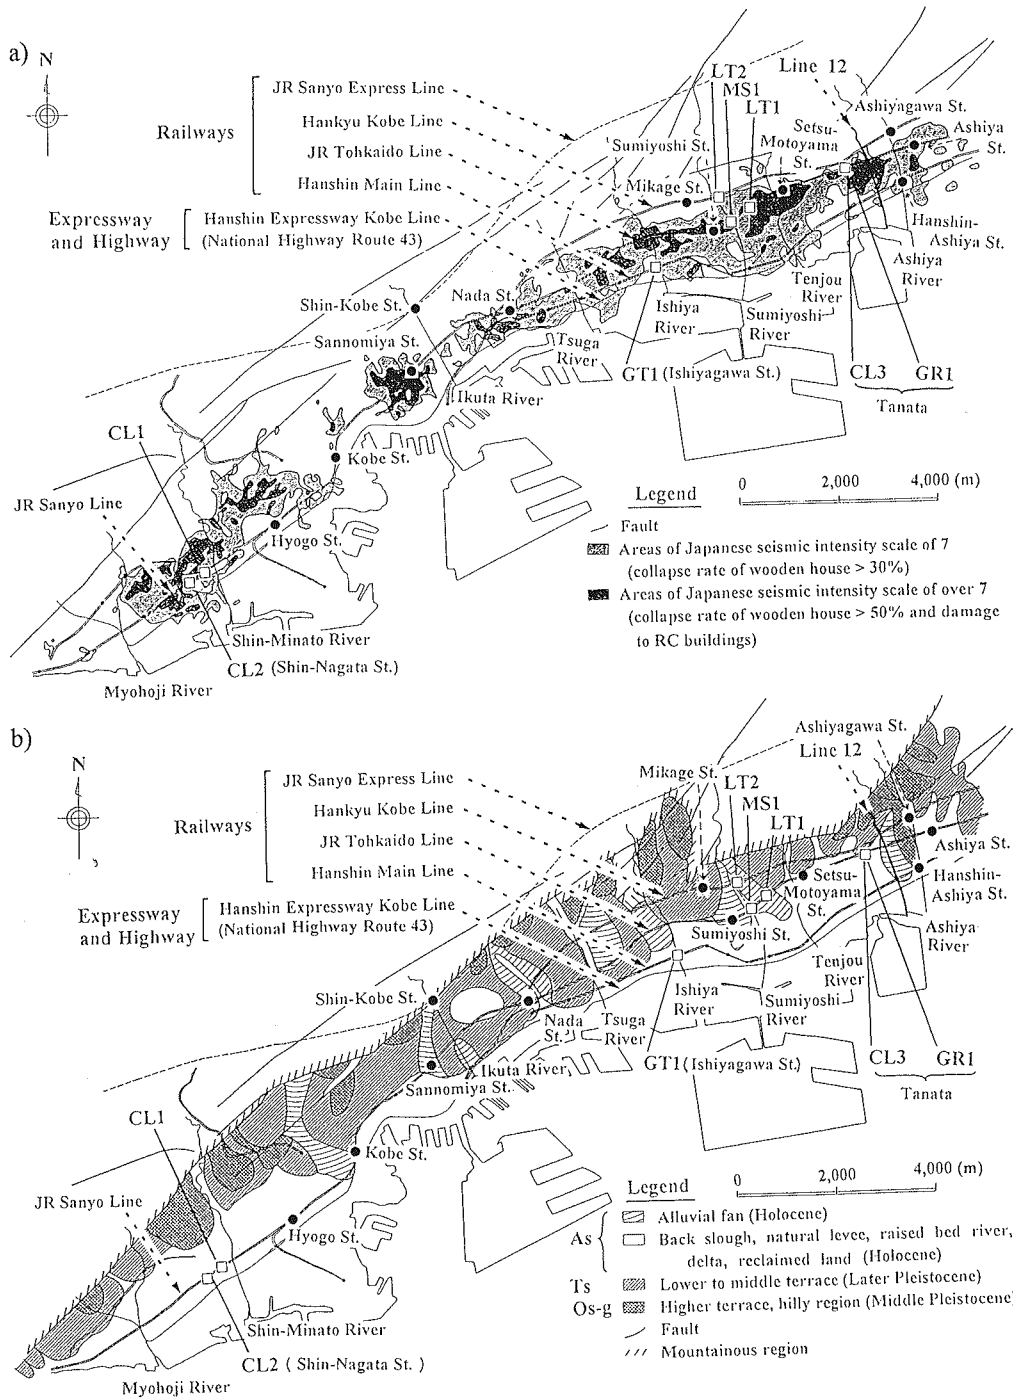 a)
N
Railways
JR Sanyo Express Line
Hankyu Kobe Line
JR Tohkaido Line
Hanshin Main Line
Expressway
and Highway
Hanshin Expressway Kobe Line
(National Highway Route 43)
LT2
MS1
LT1
Line 12
Sumiyoshi St.
Setsu-
Motoyama
St.
Ashiyagawa St.
Ashiya
St.
Mikage St.
Hanshin-
Ashiya St.
Ashiya
River
Tenjou
River
Sumiyoshi
River
Ishiya
River
Shin-Kobe St.
Nada St.
Sannomiya St.
Tsuga
River
GT1 (Ishiyagawa St.)
CL3
GR1
Tanata
Ikuta River
CL1
Kobe St.
JR Sanyo Line
Hyogo St.
Shin-Minato River
CL2 (Shin-Nagata St.)
Myohoji River
Legend
0 2,000 4,000 (m)
Fault
Areas of Japanese seismic intensity scale of 7
(collapse rate of wooden house > 30%)
Areas of Japanese seismic intensity scale of over 7
(collapse rate of wooden house > 50% and damage
to RC buildings)
b)
N
Railways
JR Sanyo Express Line
Hankyu Kobe Line
JR Tohkaido Line
Hanshin Main Line
Expressway
and Highway
Hanshin Expressway Kobe Line
(National Highway Route 43)
Ashiyagawa St.
Line 12
Mikage St.
LT2
MS1
LT1
Ashiya St.
Setsu-
Motoyama
St.
Hanshin-
Ashiya St.
Sumiyoshi St.
Ashiya
River
Tenjou
River
Sumiyoshi
River
Ishiya
River
Shin-Kobe St.
Nada
St.
Tsuga
River
Ikuta River
GT1 (Ishiyagawa St.)
CL3
GR1
Tanata
Sannomiya St.
CL1
Kobe St.
JR Sanyo Line
Hyogo St.
Shin-Minato River
CL2 ( Shin-Nagata St. )
Myohoji River
Legend
0 2,000 4,000 (m)
As
Alluvial fan (Holocene)
Back slough, natural levee, raised bed river,
delta, reclaimed land (Holocene)
Ts Lower to middle terrace (Later Pleistocene)
Os-g Higher terrace, hilly region (Middle Pleistocene)
Fault
Mountainous region